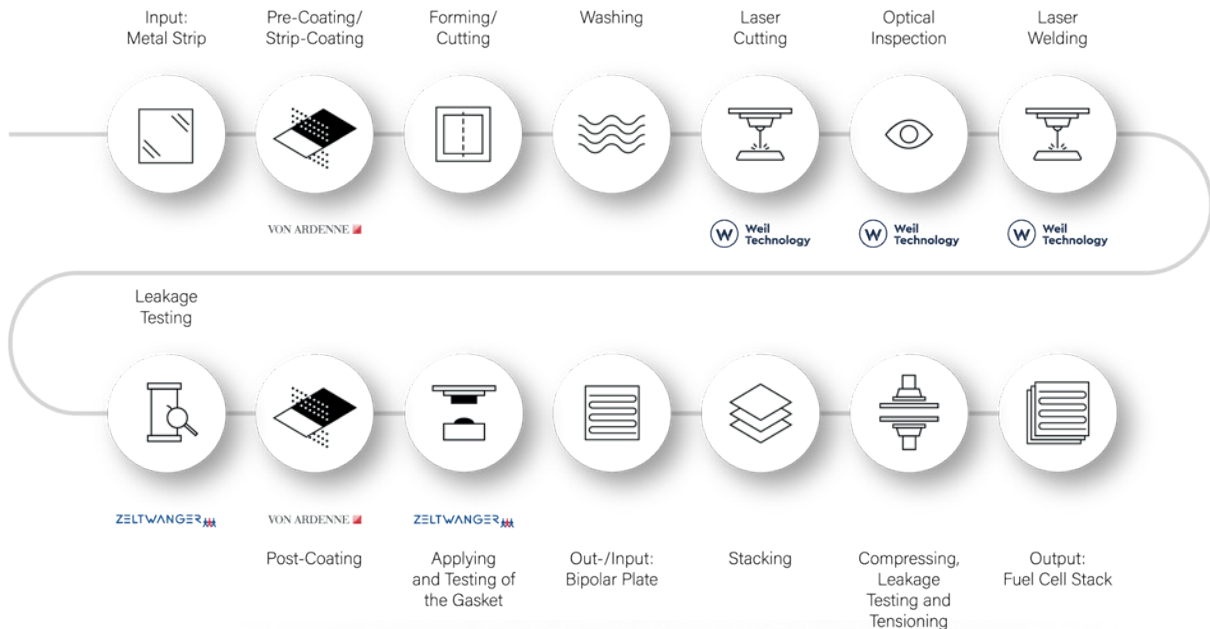 Input:
Metal Strip
Pre-Coating/
Strip-Coating
Forming/
Cutting
Washing
Laser
Cutting
Optical
Inspection
Laser
Welding
VON ARDENNE
W Weil
Technology
W Weil
Technology
W Weil
Technology
Leakage
Testing
ZELTWANGER
VON ARDENNE
ZELTWANGER
Post-Coating
Applying
and Testing of
the Gasket
Out-/Input:
Bipolar Plate
Stacking
Compressing,
Leakage
Testing and
Tensioning
Output:
Fuel Cell Stack